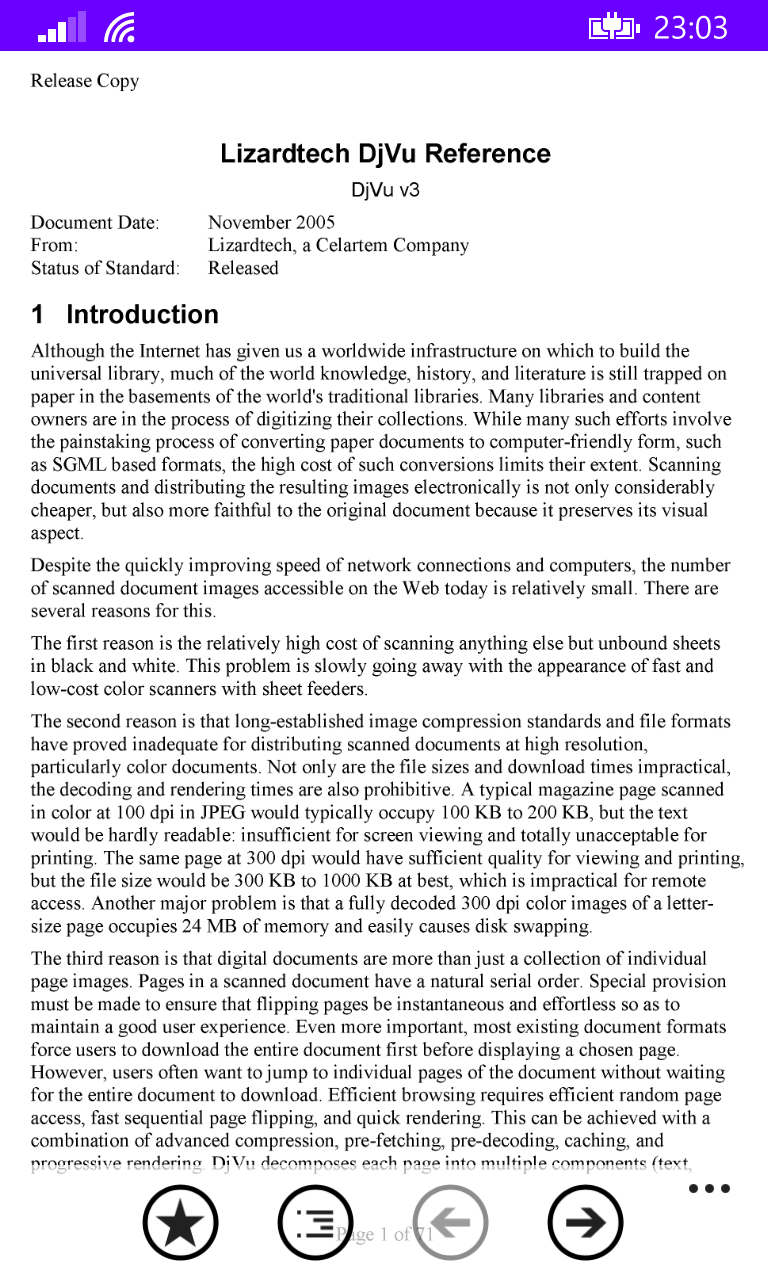 23:03
Release Copy
Lizardtech DjVu Reference
DjVu v3
Document Date: November 2005
From: Lizardtech, a Celartem Company
Status of Standard: Released
1 Introduction
Although the Internet has given us a worldwide infrastructure on which to build the
universal library, much of the world knowledge, history, and literature is still trapped on
paper in the basements of the world's traditional libraries. Many libraries and content
owners are in the process of digitizing their collections. While many such efforts involve
the painstaking process of converting paper documents to computer-friendly form, such
as SGML based formats, the high cost of such conversions limits their extent. Scanning
documents and distributing the resulting images electronically is not only considerably
cheaper, but also more faithful to the original document because it preserves its visual
aspect.
Despite the quickly improving speed of network connections and computers, the number
of scanned document images accessible on the Web today is relatively small. There are
several reasons for this.
The first reason is the relatively high cost of scanning anything else but unbound sheets
in black and white. This problem is slowly going away with the appearance of fast and
low-cost color scanners with sheet feeders.
The second reason is that long-established image compression standards and file formats
have proved inadequate for distributing scanned documents at high resolution,
particularly color documents. Not only are the file sizes and download times impractical,
the decoding and rendering times are also prohibitive. A typical magazine page scanned
in color at 100 dpi in JPEG would typically occupy 100 KB to 200 KB, but the text
would be hardly readable: insufficient for screen viewing and totally unacceptable for
printing. The same page at 300 dpi would have sufficient quality for viewing and printing,
but the file size would be 300 KB to 1000 KB at best, which is impractical for remote
access. Another major problem is that a fully decoded 300 dpi color images of a letter-
size page occupies 24 MB of memory and easily causes disk swapping.
The third reason is that digital documents are more than just a collection of individual
page images. Pages in a scanned document have a natural serial order. Special provision
must be made to ensure that flipping pages be instantaneous and effortless so as to
maintain a good user experience. Even more important, most existing document formats
force users to download the entire document first before displaying a chosen page.
However, users often want to jump to individual pages of the document without waiting
for the entire document to download. Efficient browsing requires efficient random page
access, fast sequential page flipping, and quick rendering. This can be achieved with a
combination of advanced compression, pre-fetching, pre-decoding, caching, and
progressive rendering. DjVu decomposes each page into multiple components (text,
Page 1 of 71